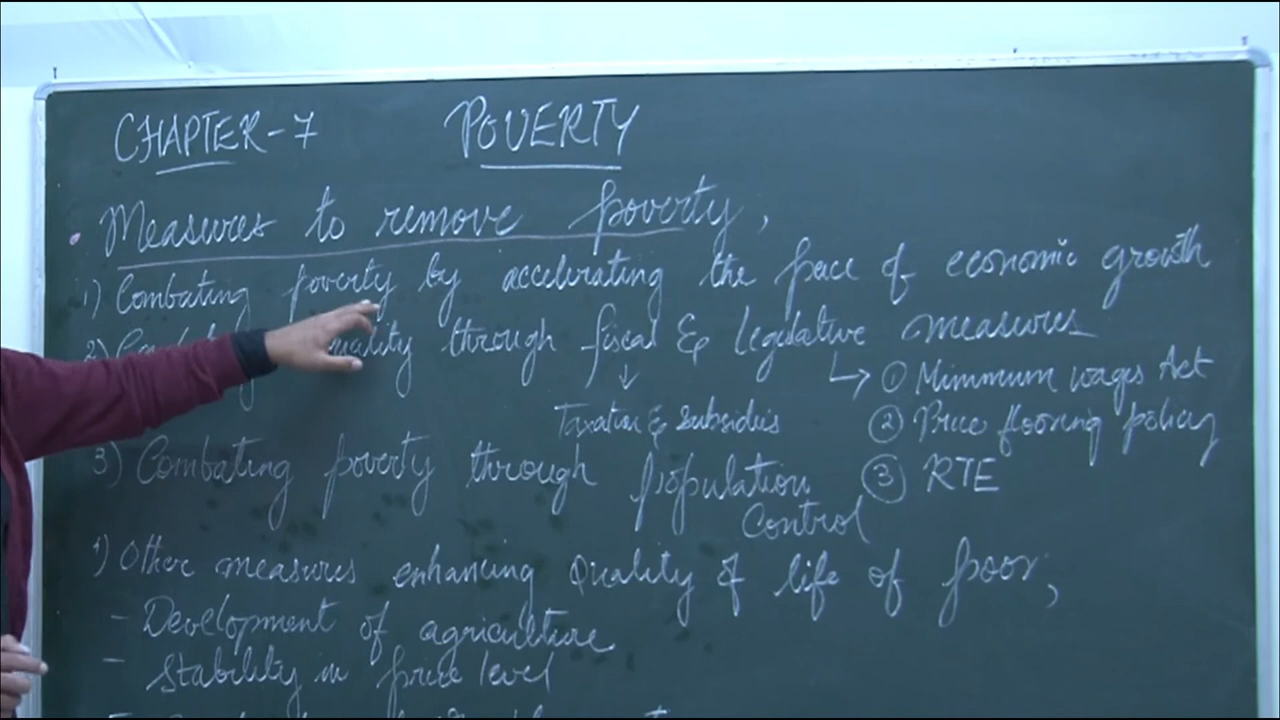 CHAPTER-7 POVERTY
Measures to remove poverty,
1) Combating poverty by accelerating the pace of economic growth
2) through fiscal & legislative measures
↓ ↳ ① Minimum wages Act
Taxation & Subsidies ② Price flooring policy
3) Combating poverty through population ③ RTE
Control
1) Other measures enhancing Quality of life of poor,
- Development of agriculture
- Stability in price level